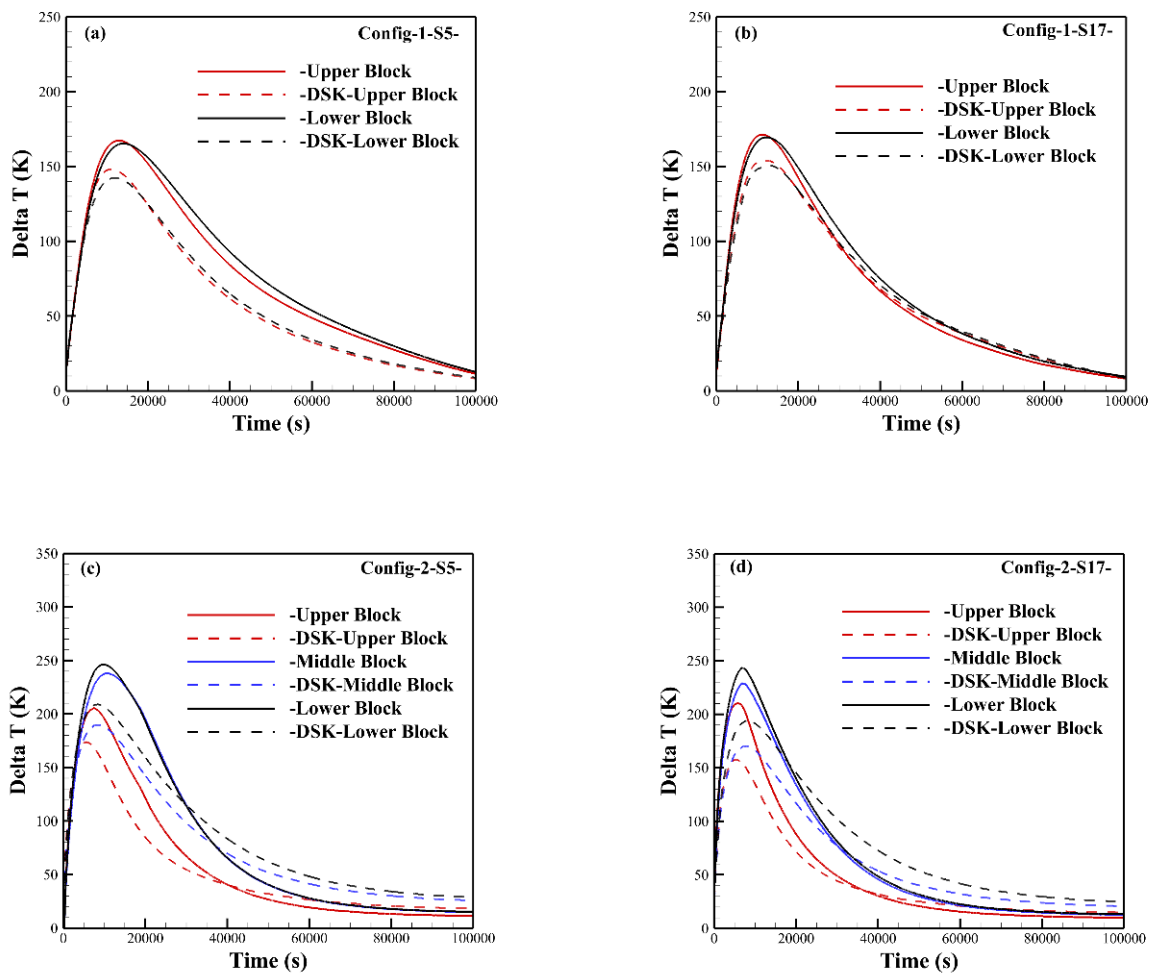 (a) Config-1-S5-
-Upper Block
-DSK-Upper Block
-Lower Block
-DSK-Lower Block
Delta T (K)
250
200
150
100
50
0
0 20000 40000 60000 80000 100000
Time (s)
(b) Config-1-S17-
-Upper Block
-DSK-Upper Block
-Lower Block
-DSK-Lower Block
Delta T (K)
250
200
150
100
50
0
0 20000 40000 60000 80000 100000
Time (s)
(c) Config-2-S5-
-Upper Block
-DSK-Upper Block
-Middle Block
-DSK-Middle Block
-Lower Block
-DSK-Lower Block
Delta T (K)
350
300
250
200
150
100
50
0
0 20000 40000 60000 80000 100000
Time (s)
(d) Config-2-S17-
-Upper Block
-DSK-Upper Block
-Middle Block
-DSK-Middle Block
-Lower Block
-DSK-Lower Block
Delta T (K)
350
300
250
200
150
100
50
0
0 20000 40000 60000 80000 100000
Time (s)